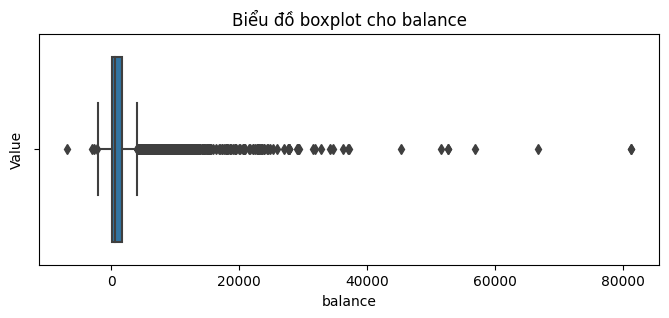 Biểu đồ boxplot cho balance
Value
0 20000 40000 60000 80000
balance